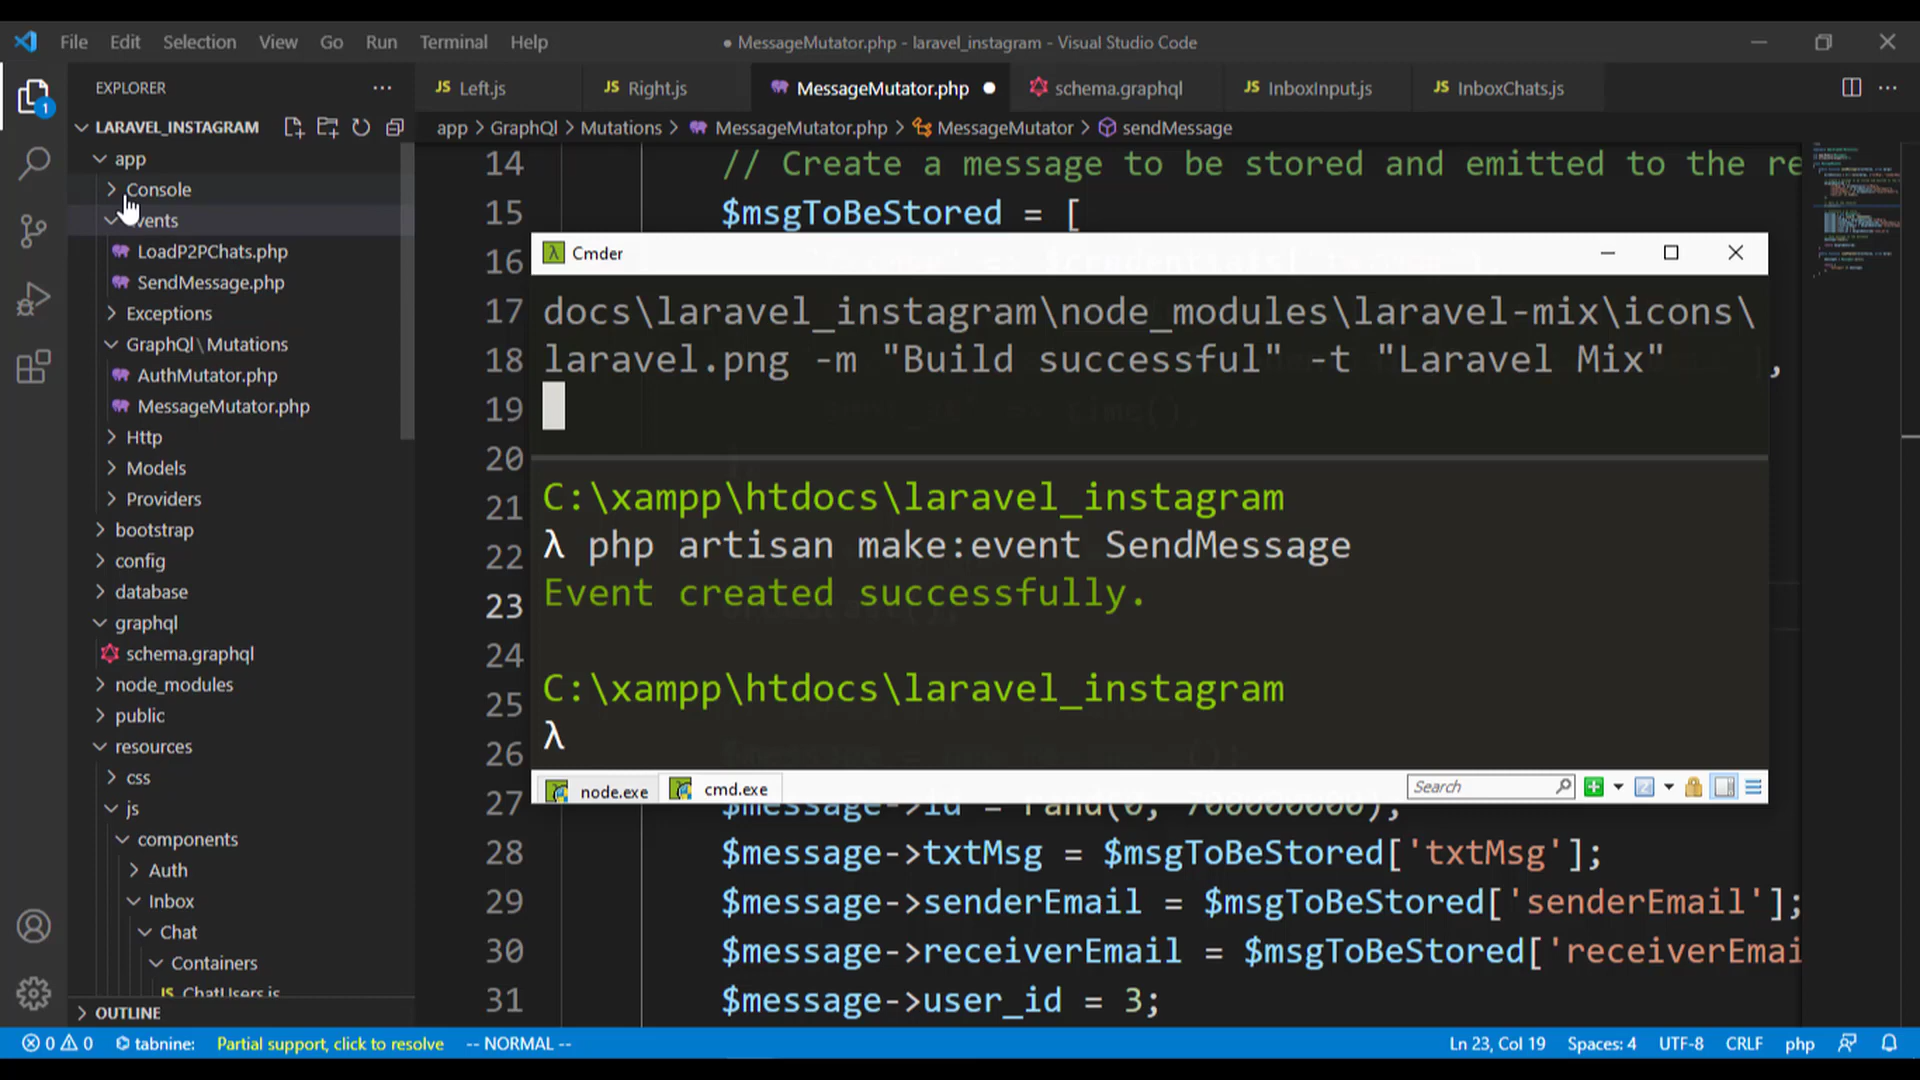 File Edit Selection View Go Run Terminal Help
● MessageMutator.php - laravel_instagram - Visual Studio Code
EXPLORER
Left.js
Right.js
MessageMutator.php
schema.graphql
InboxInput.js
InboxChats.js
1
LARAVEL_INSTAGRAM
app > GraphQl > Mutations > MessageMutator.php > MessageMutator > sendMessage
app
Console
LoadP2PChats.php
SendMessage.php
Exceptions
GraphQl\Mutations
AuthMutator.php
MessageMutator.php
Http
Models
Providers
bootstrap
config
database
graphql
schema.graphql
node_modules
public
resources
css
js
components
Auth
Inbox
Chat
Containers
ChatUsers.js
OUTLINE
14 // Create a message to be stored and emitted to the re
15 $msgToBeStored = [
16
17
18 ],
19
20
21
22
23
24
25
26
27 $message->id = rand(0, 700000000);
28 $message->txtMsg = $msgToBeStored['txtMsg'];
29 $message->senderEmail = $msgToBeStored['senderEmail'];
30 $message->receiverEmail = $msgToBeStored['receiverEmai
31 $message->user_id = 3;
Cmder
docs\laravel_instagram\node_modules\laravel-mix\icons\
laravel.png -m "Build successful" -t "Laravel Mix"
C:\xampp\htdocs\laravel_instagram
λ php artisan make:event SendMessage
Event created successfully.
C:\xampp\htdocs\laravel_instagram
λ
node.exe
cmd.exe
Search
0 0 tabnine: Partial support, click to resolve -- NORMAL --
Ln 23, Col 19 Spaces: 4 UTF-8 CRLF php